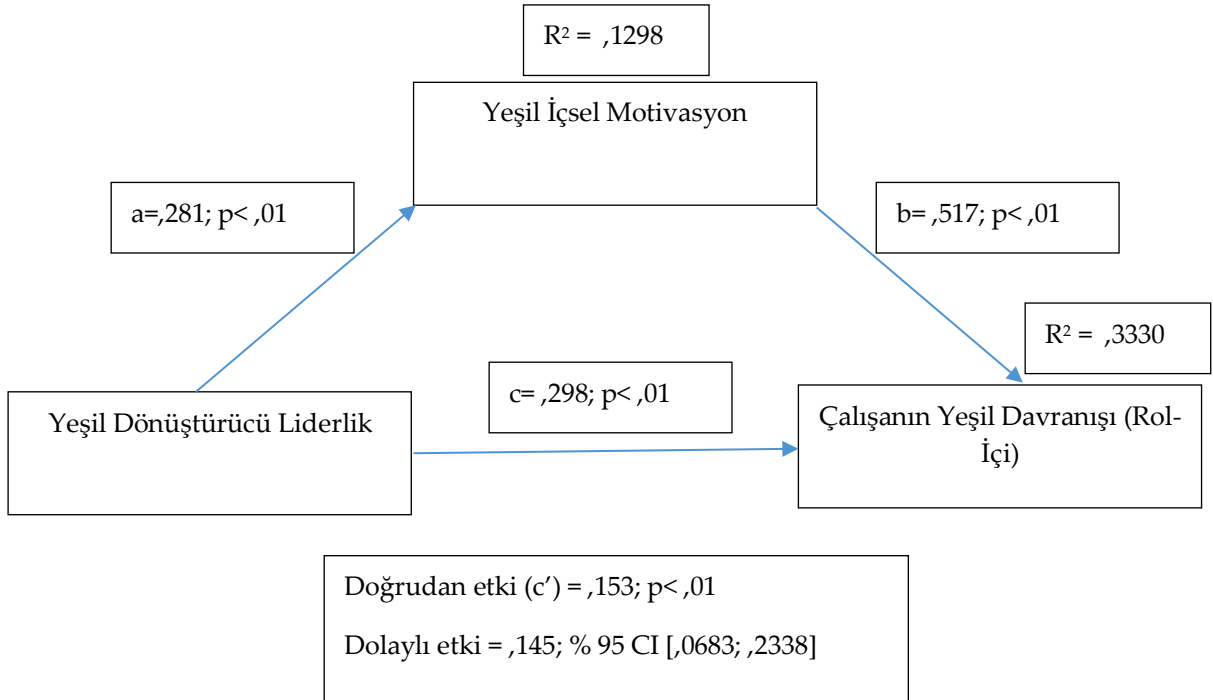 R² = ,1298
Yeşil İçsel Motivasyon
a=,281; p< ,01
b= ,517; p< ,01
R² = ,3330
c= ,298; p< ,01
Yeşil Dönüştürücü Liderlik
Çalışanın Yeşil Davranışı (Rol-
İçi)
Doğrudan etki (c’) = ,153; p< ,01
Dolaylı etki = ,145; % 95 CI [,0683; ,2338]